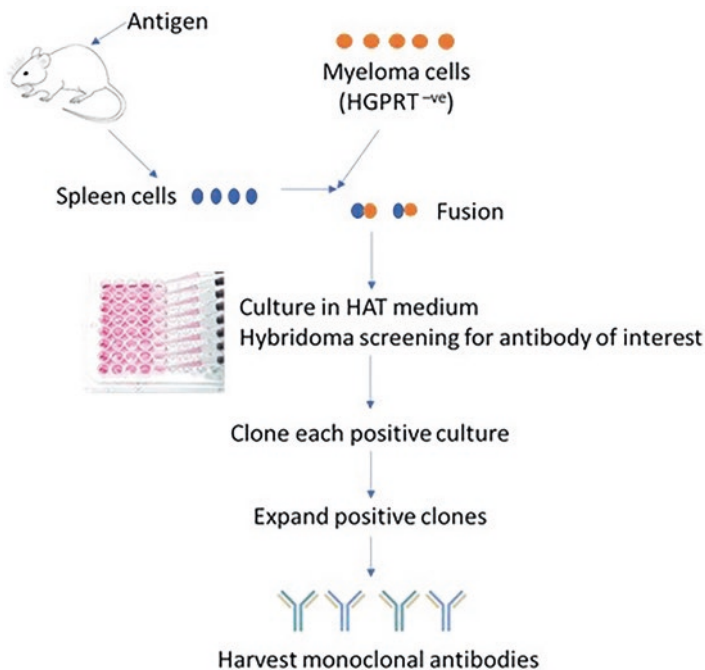 Antigen
Myeloma cells
(HGPRT ⁻ᵛᵉ)
Spleen cells
Fusion
Culture in HAT medium
Hybridoma screening for antibody of interest
Clone each positive culture
Expand positive clones
Harvest monoclonal antibodies